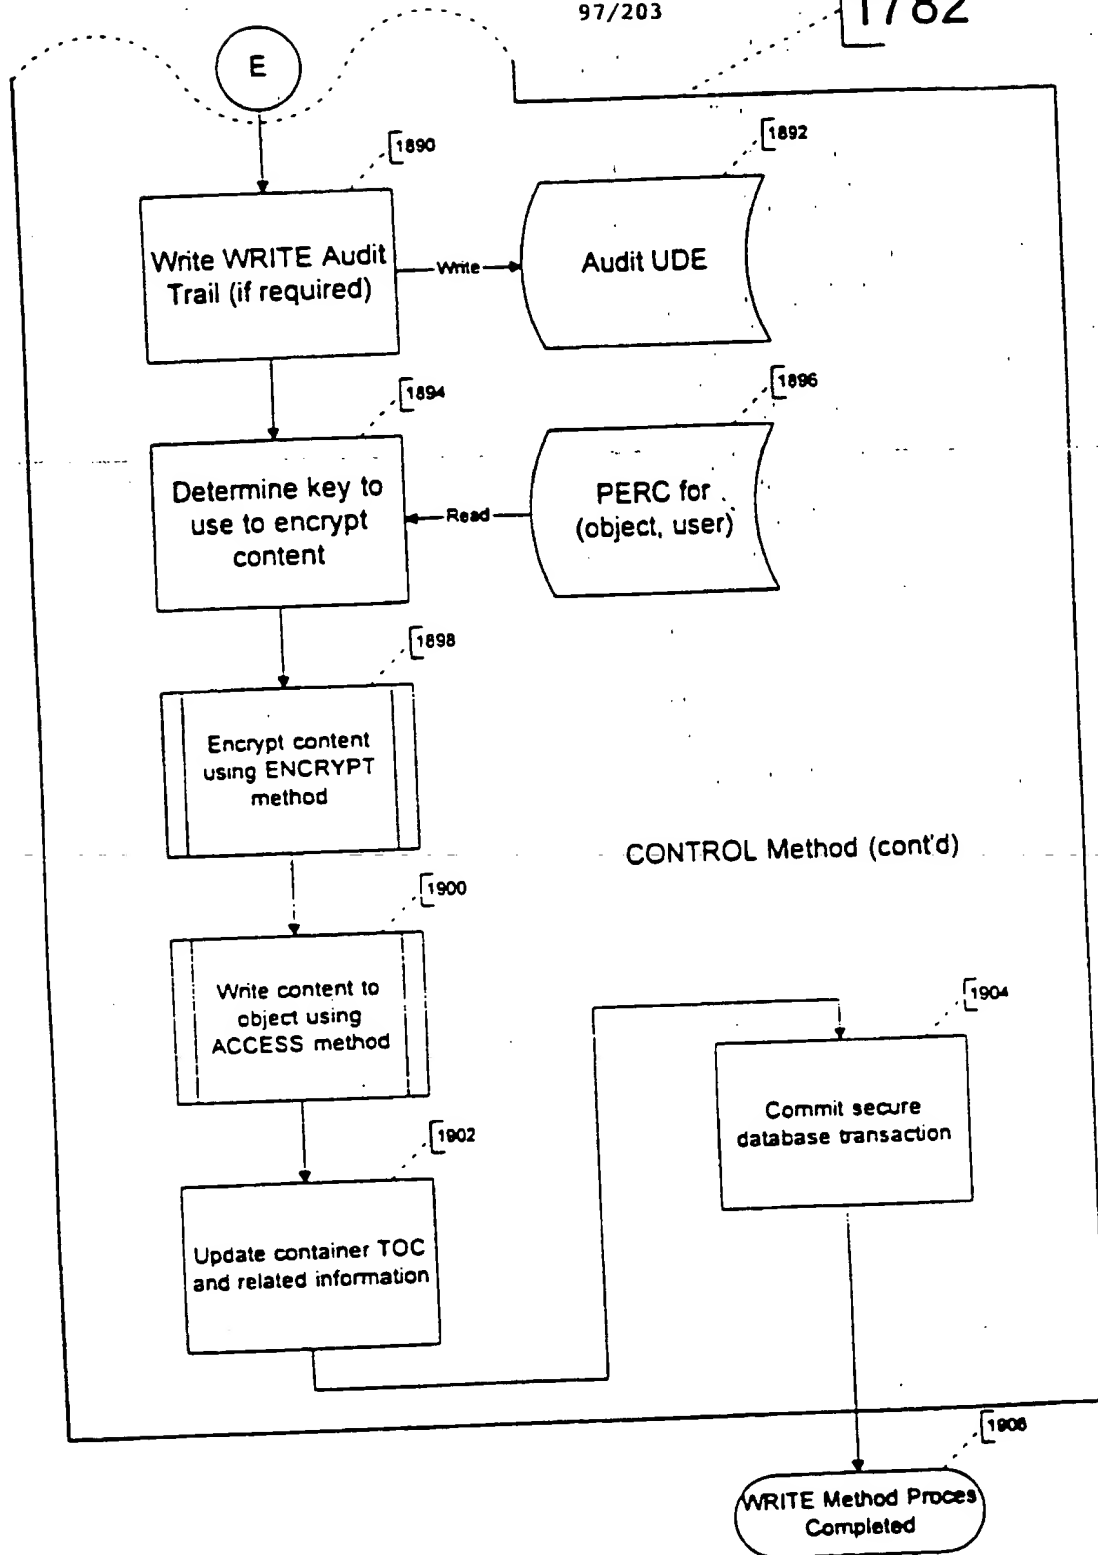 97/203
1782
E
1890
1892
Write WRITE Audit
Trail (if required)
Write
Audit UDE
1894
1896
Determine key to
use to encrypt
content
Read
PERC for
(object, user)
1898
Encrypt content
using ENCRYPT
method
CONTROL Method (cont'd)
1900
Write content to
object using
ACCESS method
1904
Commit secure
database transaction
1902
Update container TOC
and related information
1906
WRITE Method Proces
Completed